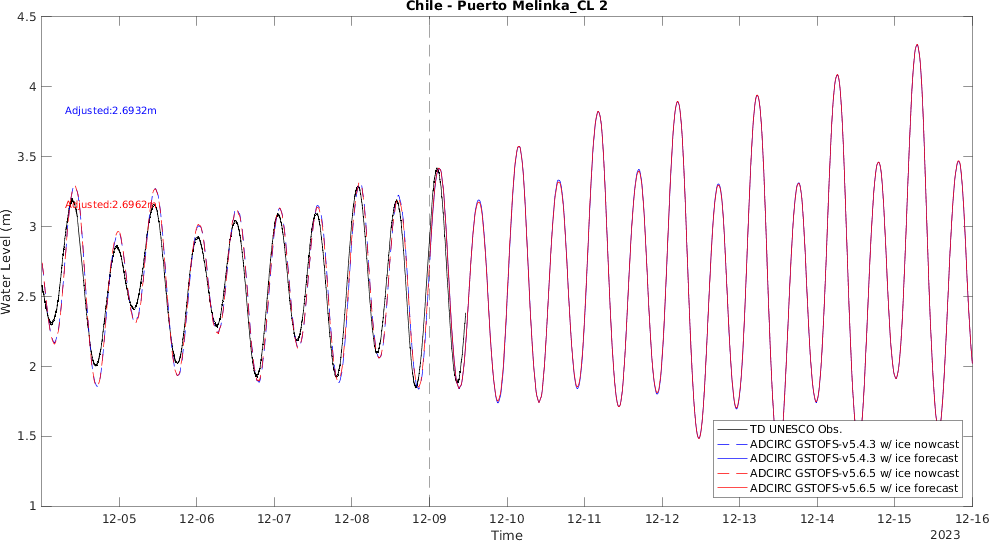 Chile - Puerto Melinka_CL 2
4.5
4
3.5
3
2.5
2
1.5
1
Water Level (m)
Adjusted:2.6932m
Adjusted:2.6962m
TD UNESCO Obs.
ADCIRC GSTOFS-v5.4.3 w/ ice nowcast
ADCIRC GSTOFS-v5.4.3 w/ ice forecast
ADCIRC GSTOFS-v5.6.5 w/ ice nowcast
ADCIRC GSTOFS-v5.6.5 w/ ice forecast
12-05 12-06 12-07 12-08 12-09 12-10 12-11 12-12 12-13 12-14 12-15 12-16
Time
2023